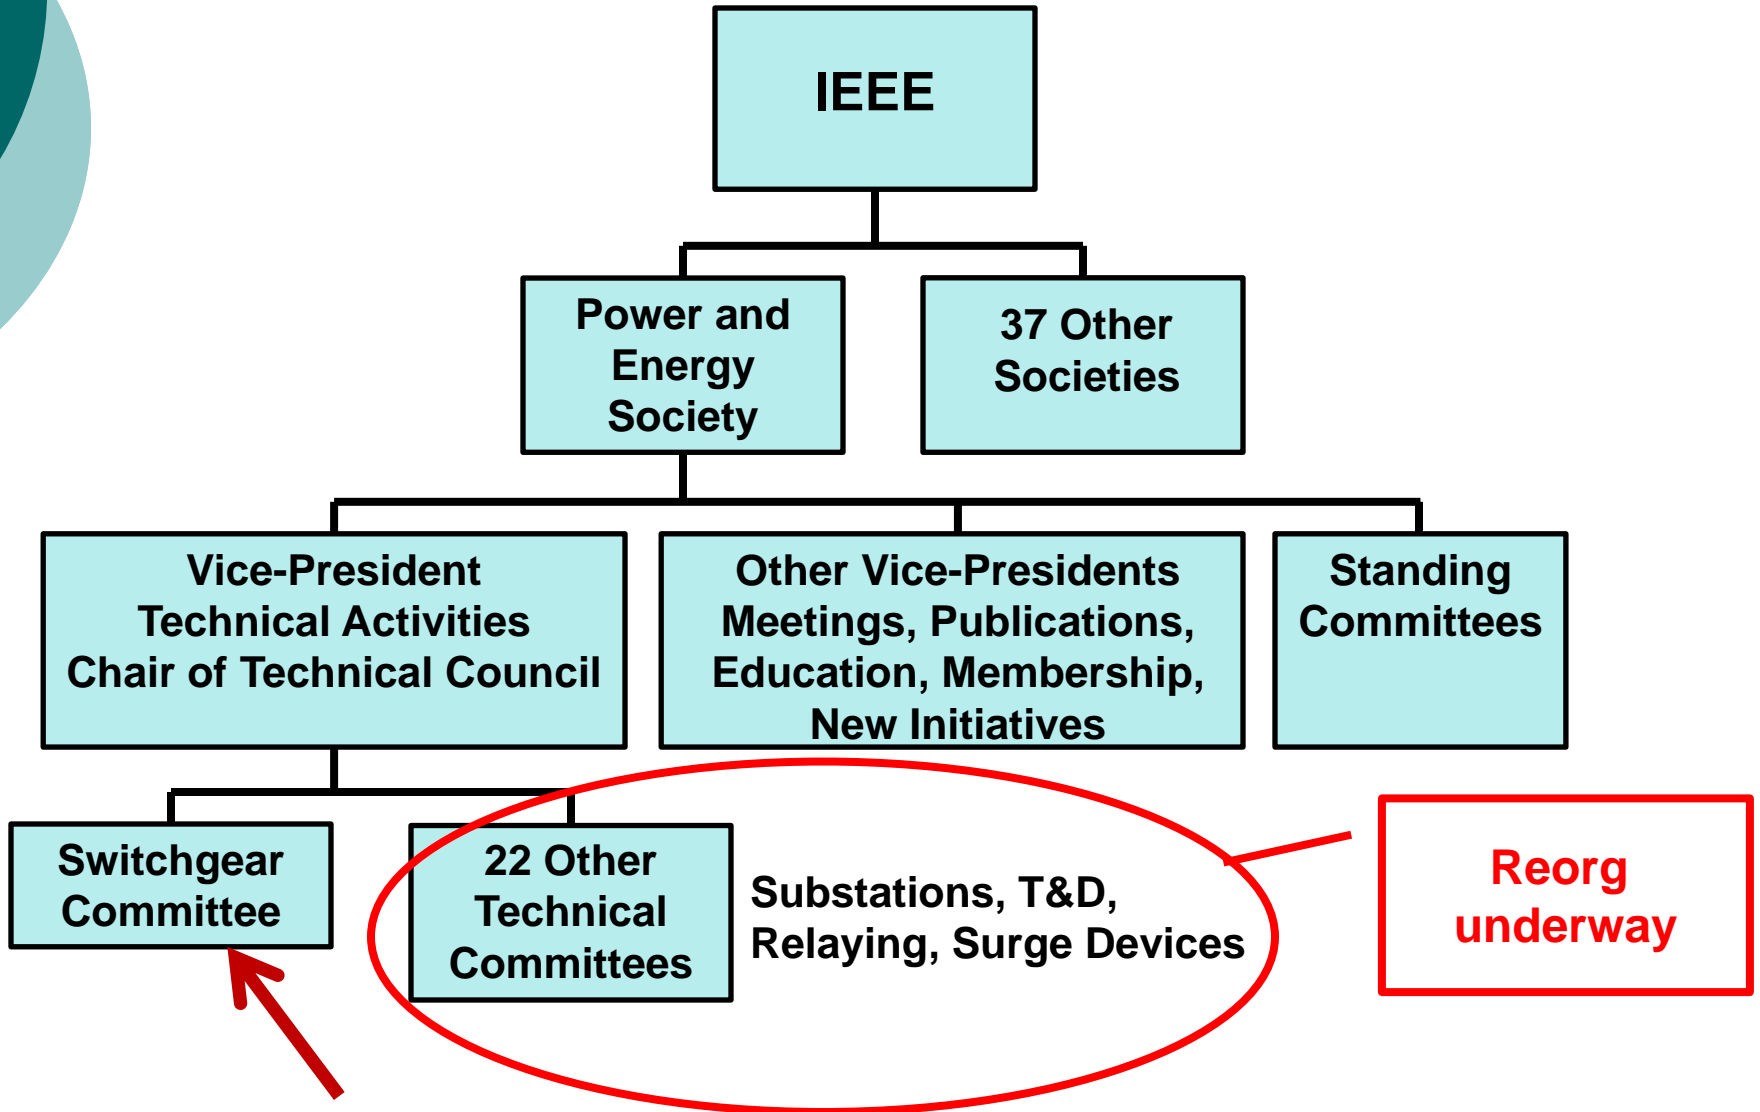 IEEE
Power and
Energy
Society
37 Other
Societies
Vice-President
Technical Activities
Chair of Technical Council
Other Vice-Presidents
Meetings, Publications,
Education, Membership,
New Initiatives
Standing
Committees
Switchgear
Committee
22 Other
Technical
Committees
Substations, T&D,
Relaying, Surge Devices
Reorg
underway